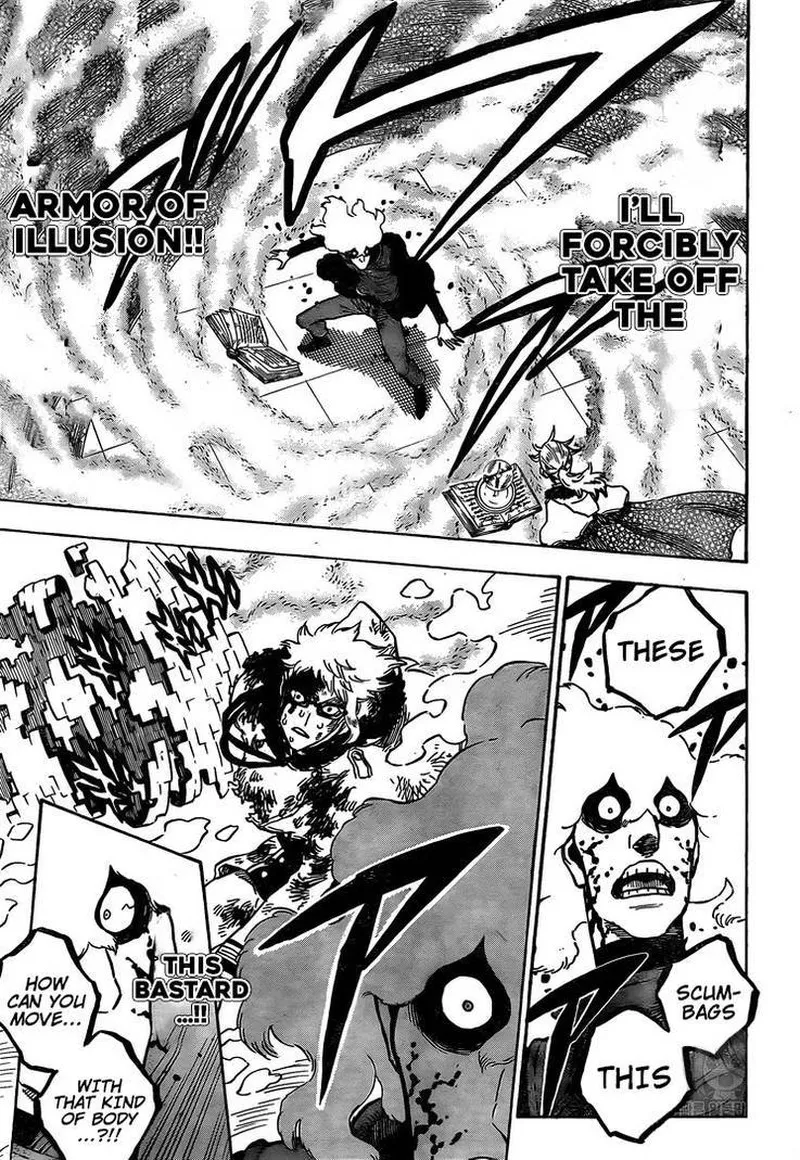 I'LL
FORCIBLY
TAKE OFF
THE
ARMOR OF
ILLUSION!!
THESE
SCUM-
BAGS
THIS
THIS
BASTARD
...!!
HOW
CAN YOU
MOVE...
WITH
THAT KIND
OF BODY
...?!!